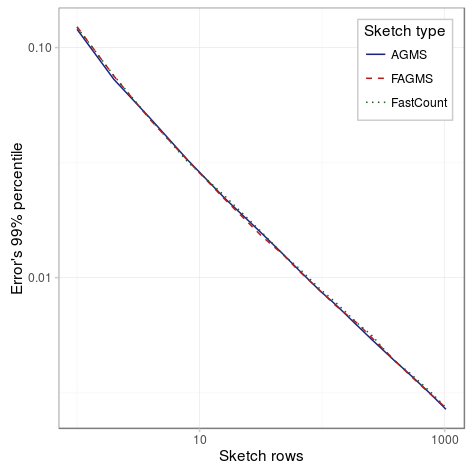 0.10
0.01
Error's 99% percentile
Sketch type
AGMS
FAGMS
FastCount
10
1000
Sketch rows